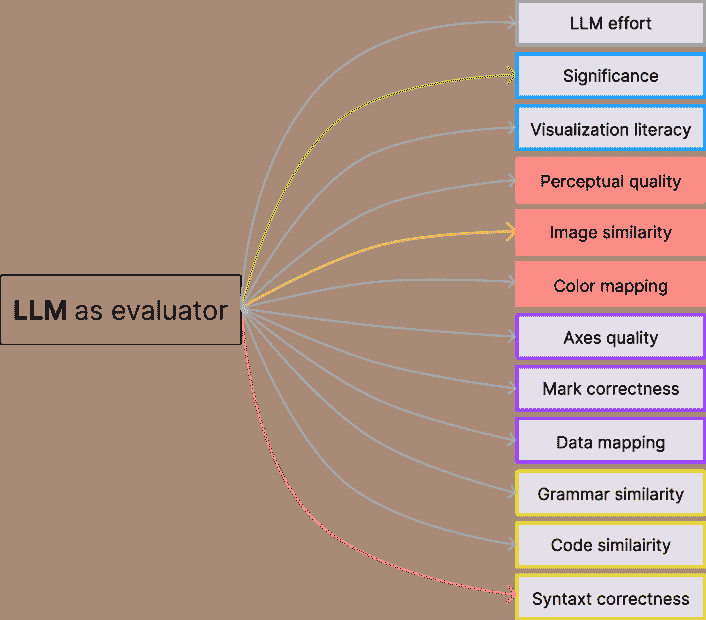 LLM effort
Significance
Visualization literacy
Perceptual quality
Image similarity
Color mapping
LLM as evaluator
Axes quality
Mark correctness
Data mapping
Grammar similarity
Code similairity
Syntaxt correctness